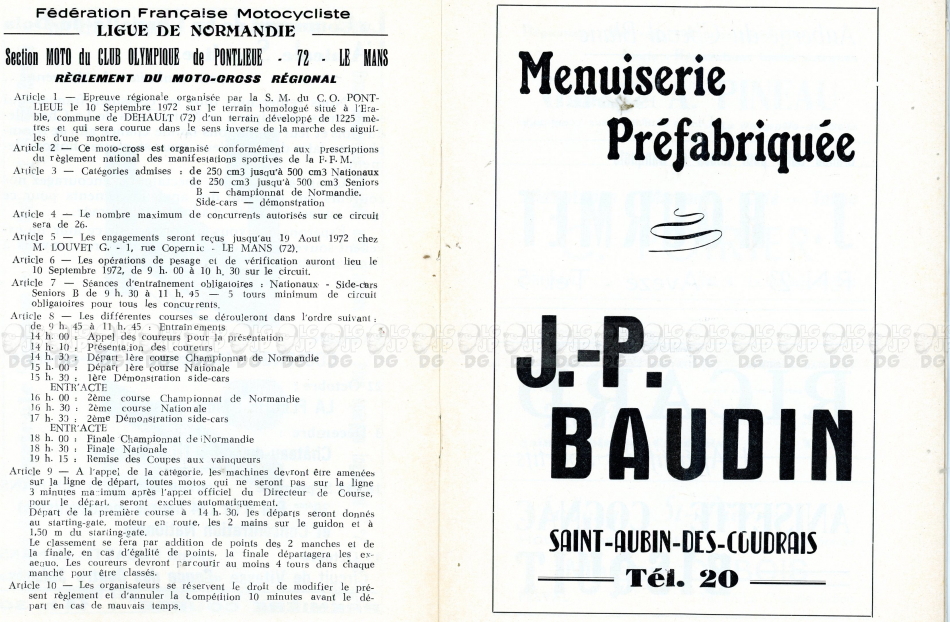 Fédération Française Motocycliste
LIGUE DE NORMANDIE
Section MOTO du CLUB OLYMPIQUE de PONTLIEUE - 72 - LE MANS
RÈGLEMENT DU MOTO-CROSS RÉGIONAL
Article 1 — Epreuve régionale organisée par la S. M. du C. O. PONT-
LIEUE le 10 Septembre 1972 sur le terrain homologué situé à l'Era-
ble, commune de DEHAULT (72) d'un terrain développé de 1225 mè-
tres et qui sera courue dans le sens inverse de la marche des aiguil-
les d'une montre.
Article 2 — Ce moto-cross est organisé conformément aux prescriptions
du règlement national des manifestations sportives de la F. F. M.
Article 3 — Catégories admises : de 250 cm3 jusqu'à 500 cm3 Nationaux
de 250 cm3 jusqu'à 500 cm3 Seniors
B — championnat de Normandie.
Side-cars — démonstration
Article 4 — Le nombre maximum de concurrents autorisés sur ce circuit
sera de 26.
Article 5 — Les engagements seront reçus jusqu'au 19 Aout 1972 chez
M. LOUVET G. - 1, rue Copernic - LE MANS (72).
Article 6 — Les opérations de pesage et de vérification auront lieu le
10 Septembre 1972, de 9 h. 00 à 10 h. 30 sur le circuit.
Article 7 — Séances d'entraînement obligatoires : Nationaux - Side-cars
Seniors B de 9 h. 30 à 11 h. 45 — 5 tours minimum de circuit
obligatoires pour tous les concurrents.
Article 8 — Les différentes courses se dérouleront dans l'ordre suivant :
de 9 h. 45 à 11 h. 45 : Entraînements
14 h. 00 : Appel des coureurs pour la présentation
14 h. 10 : Présentation des coureurs
14 h. 30 : Départ 1ère course Championnat de Normandie
15 h. 00 : Départ 1ère course Nationale
15 h. 30 : 1ère Démonstration side-cars
ENTR'ACTE
16 h. 00 : 2ème course Championnat de Normandie
16 h. 30 : 2ème course Nationale
17 h. 30 : 2ème Démonstration side-cars
ENTR'ACTE
18 h. 00 : Finale Championnat de Normandie
18 h. 30 : Finale Nationale
19 h. 15 : Remise des Coupes aux vainqueurs
Article 9 — A l'appel de la catégorie, les machines devront être amenées
sur la ligne de départ, toutes motos qui ne seront pas sur la ligne
3 minutes maximum après l'appel officiel du Directeur de Course,
pour le départ, seront exclues automatiquement.
Départ de la première course à 14 h. 30, les départs seront donnés
au starting-gate, moteur en route, les 2 mains sur le guidon et à
1,50 m du starting-gate.
Le classement se fera par addition de points des 2 manches et de
la finale, en cas d'égalité de points, la finale départagera les ex-
aequo. Les coureurs devront parcourir au moins 4 tours dans chaque
manche pour être classés.
Article 10 — Les organisateurs se réservent le droit de modifier le pré-
sent règlement et d'annuler la Compétition 10 minutes avant le dé-
part en cas de mauvais temps.
Menuiserie
Préfabriquée
J.-P.
BAUDIN
SAINT-AUBIN-DES-COUDRAIS
Tél. 20